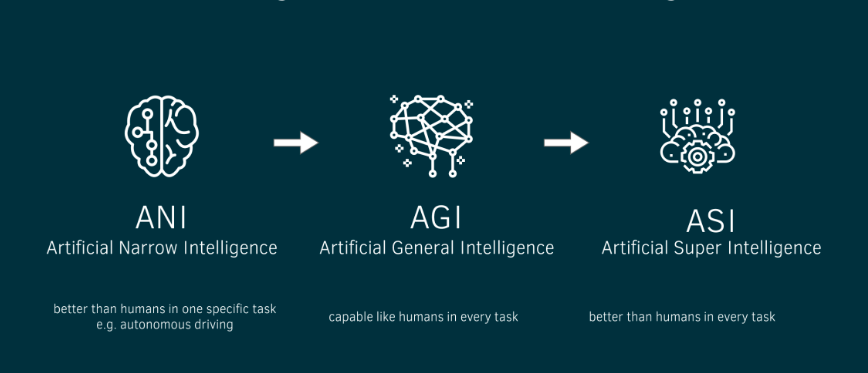 ANI
Artificial Narrow Intelligence
better than humans in one specific task
e.g. autonomous driving
AGI
Artificial General Intelligence
capable like humans in every task
ASI
Artificial Super Intelligence
better than humans in every task